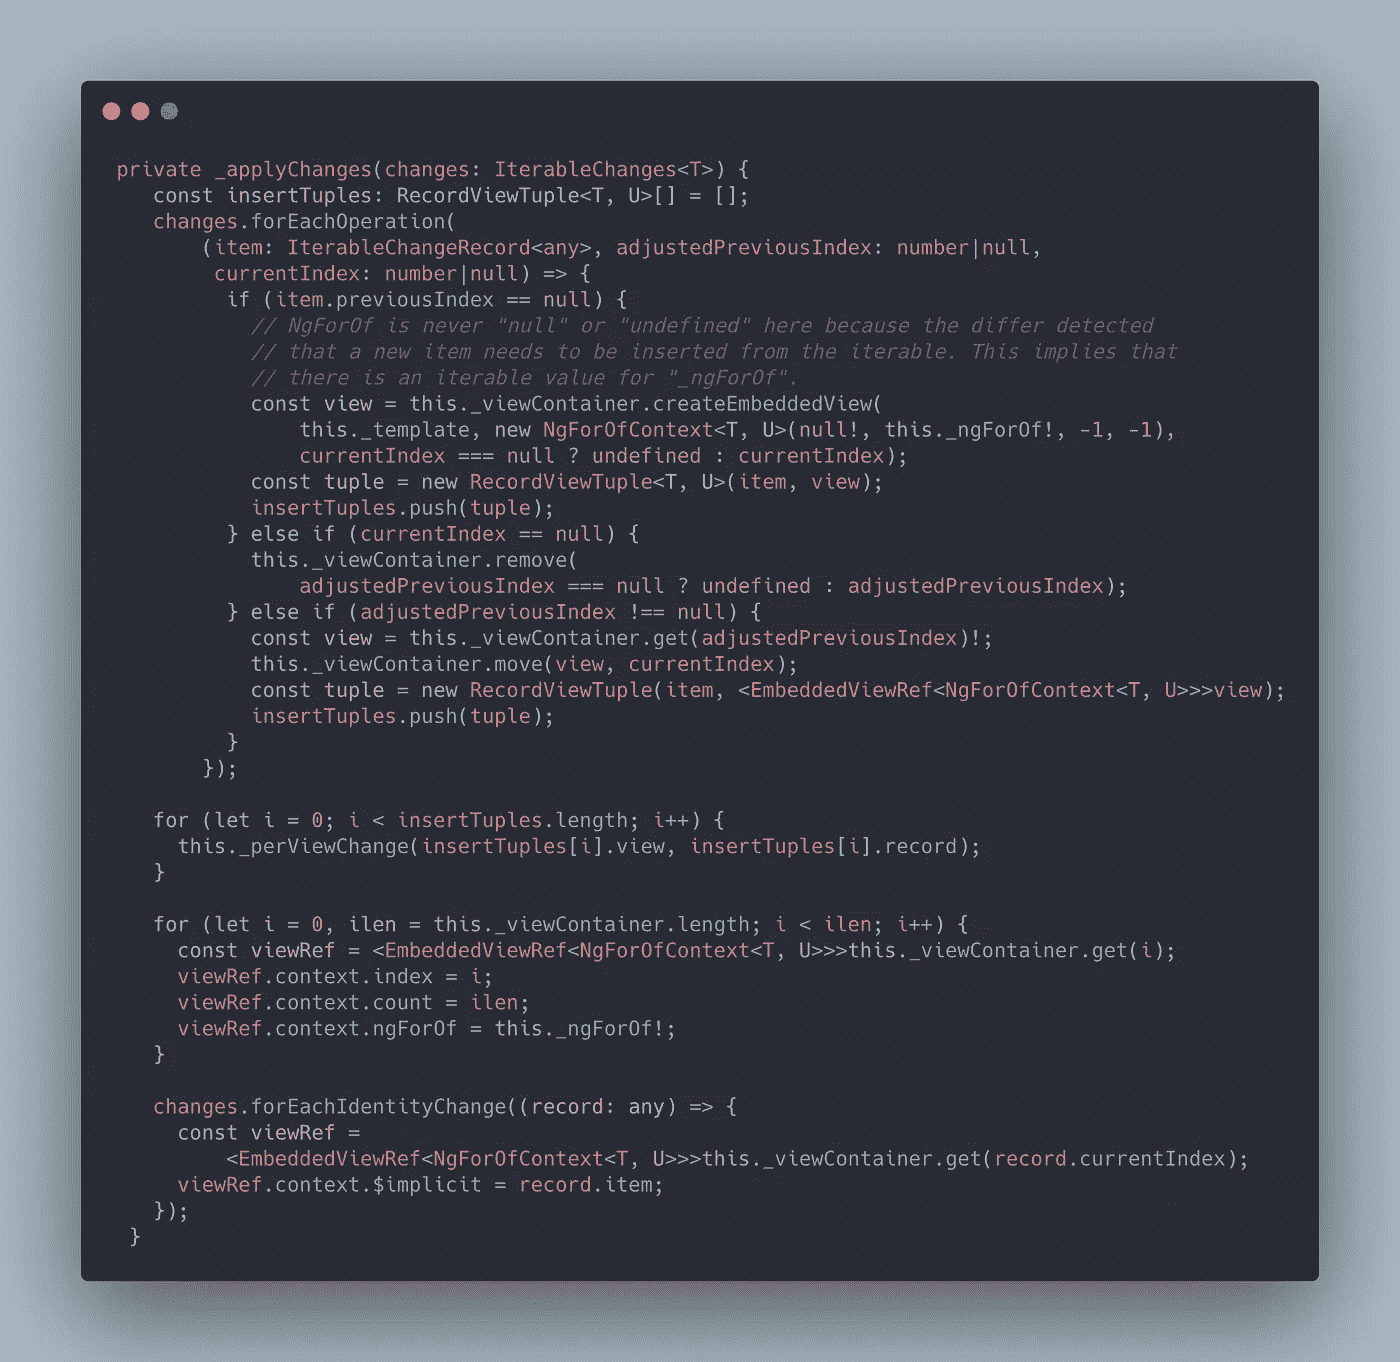 private _applyChanges(changes: IterableChanges<T>) {
   const insertTuples: RecordViewTuple<T, U>[] = [];
   changes.forEachOperation(
       (item: IterableChangeRecord<any>, adjustedPreviousIndex: number|null,
        currentIndex: number|null) => {
         if (item.previousIndex == null) {
           // NgForOf is never "null" or "undefined" here because the differ detected
           // that a new item needs to be inserted from the iterable. This implies that
           // there is an iterable value for "_ngForOf".
           const view = this._viewContainer.createEmbeddedView(
               this._template, new NgForOfContext<T, U>(null!, this._ngForOf!, -1, -1),
               currentIndex === null ? undefined : currentIndex);
           const tuple = new RecordViewTuple<T, U>(item, view);
           insertTuples.push(tuple);
         } else if (currentIndex == null) {
           this._viewContainer.remove(
               adjustedPreviousIndex === null ? undefined : adjustedPreviousIndex);
         } else if (adjustedPreviousIndex !== null) {
           const view = this._viewContainer.get(adjustedPreviousIndex)!;
           this._viewContainer.move(view, currentIndex);
           const tuple = new RecordViewTuple(item, <EmbeddedViewRef<NgForOfContext<T, U>>>view);
           insertTuples.push(tuple);
         }
       });

   for (let i = 0; i < insertTuples.length; i++) {
     this._perViewChange(insertTuples[i].view, insertTuples[i].record);
   }

   for (let i = 0, ilen = this._viewContainer.length; i < ilen; i++) {
     const viewRef = <EmbeddedViewRef<NgForOfContext<T, U>>>this._viewContainer.get(i);
     viewRef.context.index = i;
     viewRef.context.count = ilen;
     viewRef.context.ngForOf = this._ngForOf!;
   }

   changes.forEachIdentityChange((record: any) => {
     const viewRef =
         <EmbeddedViewRef<NgForOfContext<T, U>>>this._viewContainer.get(record.currentIndex);
     viewRef.context.$implicit = record.item;
   });
 }